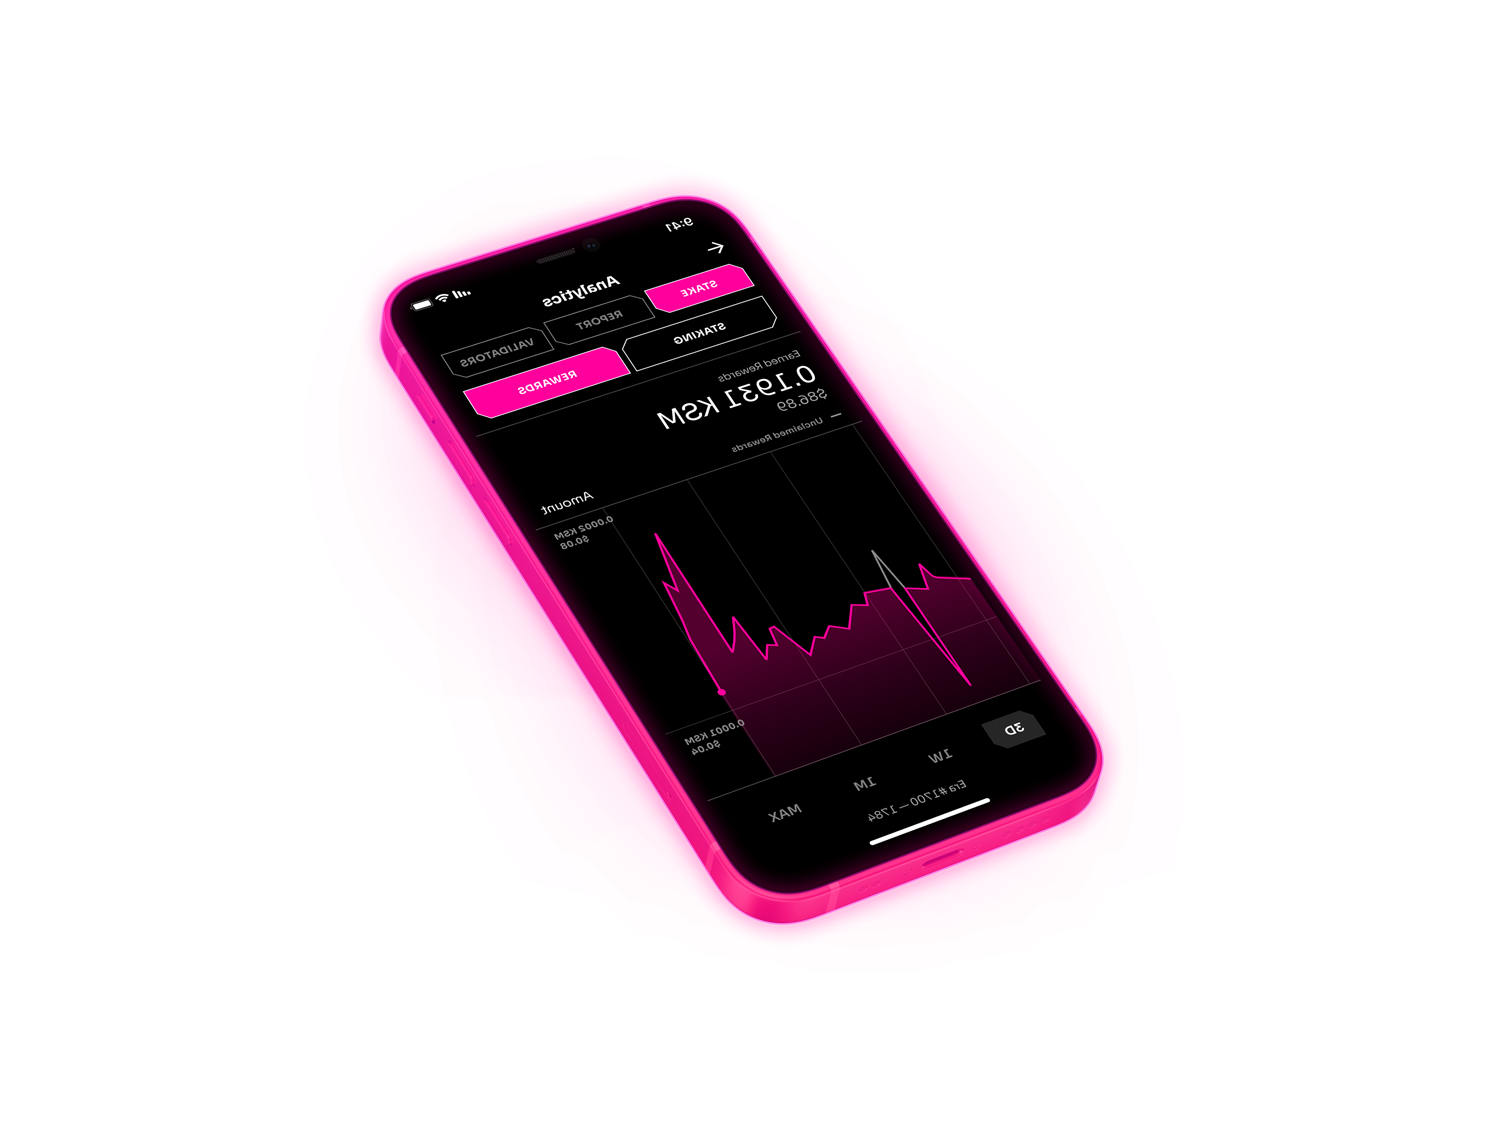 9:41
Analytics
STAKE
REPORT
VALIDATORS
STAKING
REWARDS
Earned Rewards
0.1931 KSM
$86.89
Unclaimed Rewards
Amount
0.0002 KSM
$0.08
0.0001 KSM
$0.04
3D
1W
1M
MAX
Era #1700 — 1784